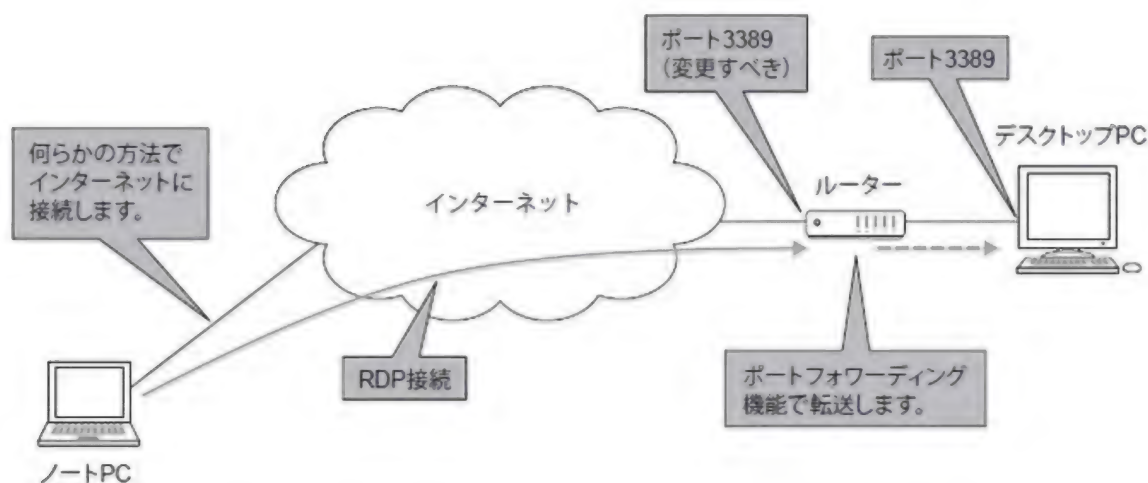 ポート3389
(変更すべき)
ポート3389
デスクトップPC
何らかの方法で
インターネットに
接続します。
インターネット
ルーター
RDP接続
ポートフォワーディング
機能で転送します。
ノートPC